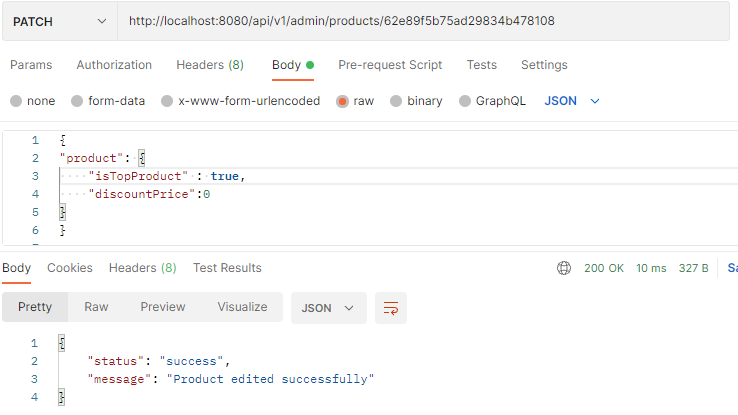 PATCH http://localhost:8080/api/v1/admin/products/62e89f5b75ad29834b478108
Params Authorization Headers (8) Body Pre-request Script Tests Settings
none form-data x-www-form-urlencoded raw binary GraphQL JSON
1 {
2 "product": {
3 "isTopProduct" : true,
4 "discountPrice":0
5 }
6 }
Body Cookies Headers (8) Test Results 200 OK 10 ms 327 B Sa
Pretty Raw Preview Visualize JSON
1 {
2 "status": "success",
3 "message": "Product edited successfully"
4 }